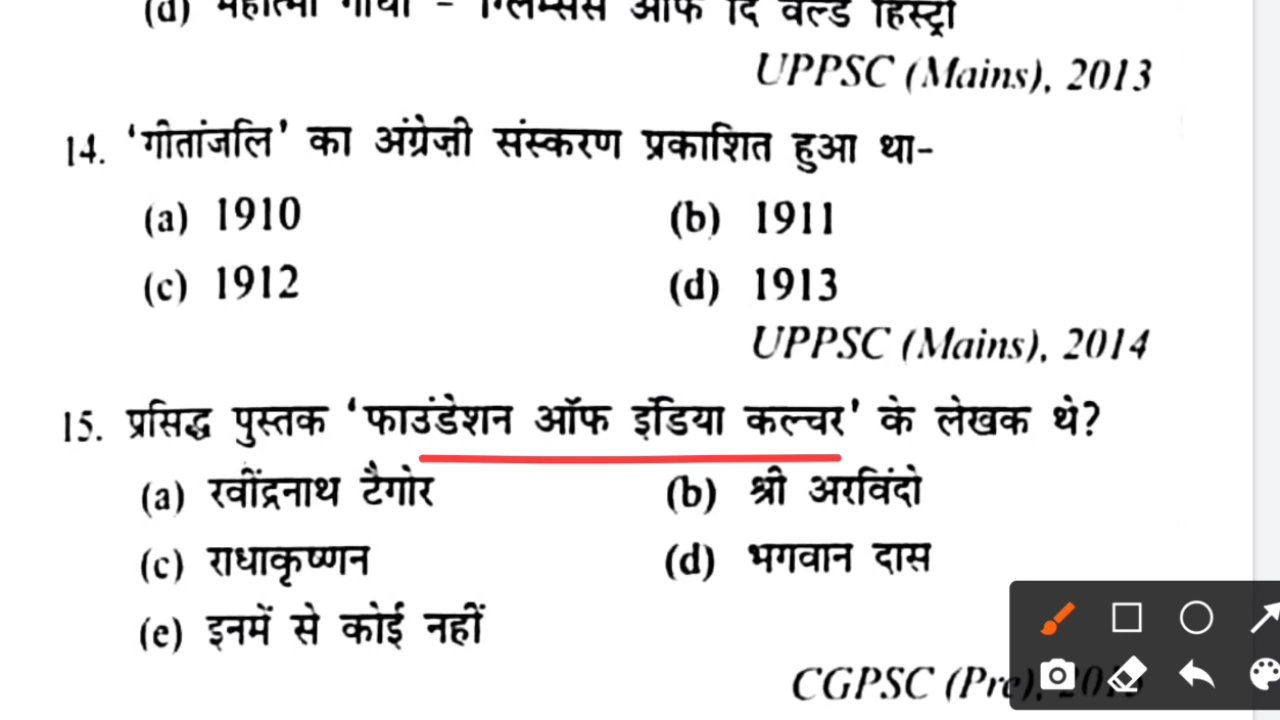 (d) महात्मा गांधी - ग्लिम्प्सेस ऑफ दि वर्ल्ड हिस्ट्री
UPPSC (Mains), 2013
14. 'गीतांजलि' का अंग्रेज़ी संस्करण प्रकाशित हुआ था-
(a) 1910 (b) 1911
(c) 1912 (d) 1913
UPPSC (Mains), 2014
15. प्रसिद्ध पुस्तक 'फाउंडेशन ऑफ इंडिया कल्चर' के लेखक थे?
(a) रवींद्रनाथ टैगोर (b) श्री अरविंदो
(c) राधाकृष्णन (d) भगवान दास
(e) इनमें से कोई नहीं
CGPSC (Pre),